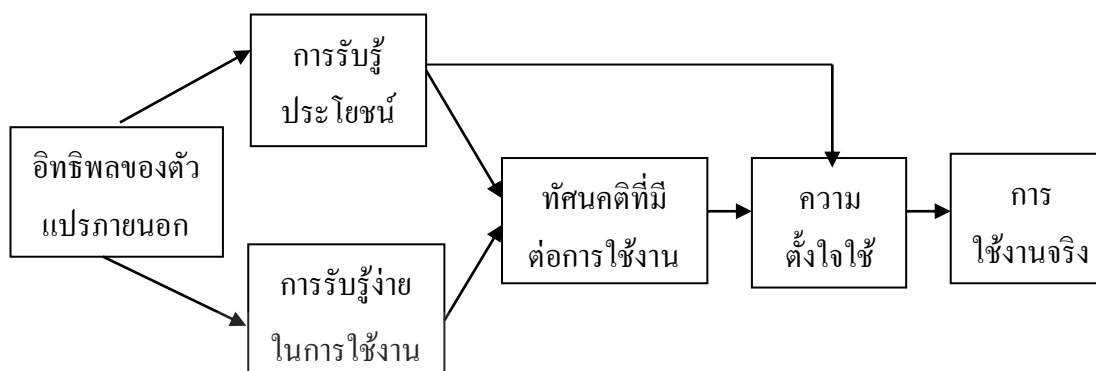 การรับรู้
ประโยชน์
อิทธิพลของตัว
แปรภายนอก
การรับรู้ง่าย
ในการใช้งาน
ทัศนคติที่มี
ต่อการใช้งาน
ความ
ตั้งใจใช้
การ
ใช้งานจริง